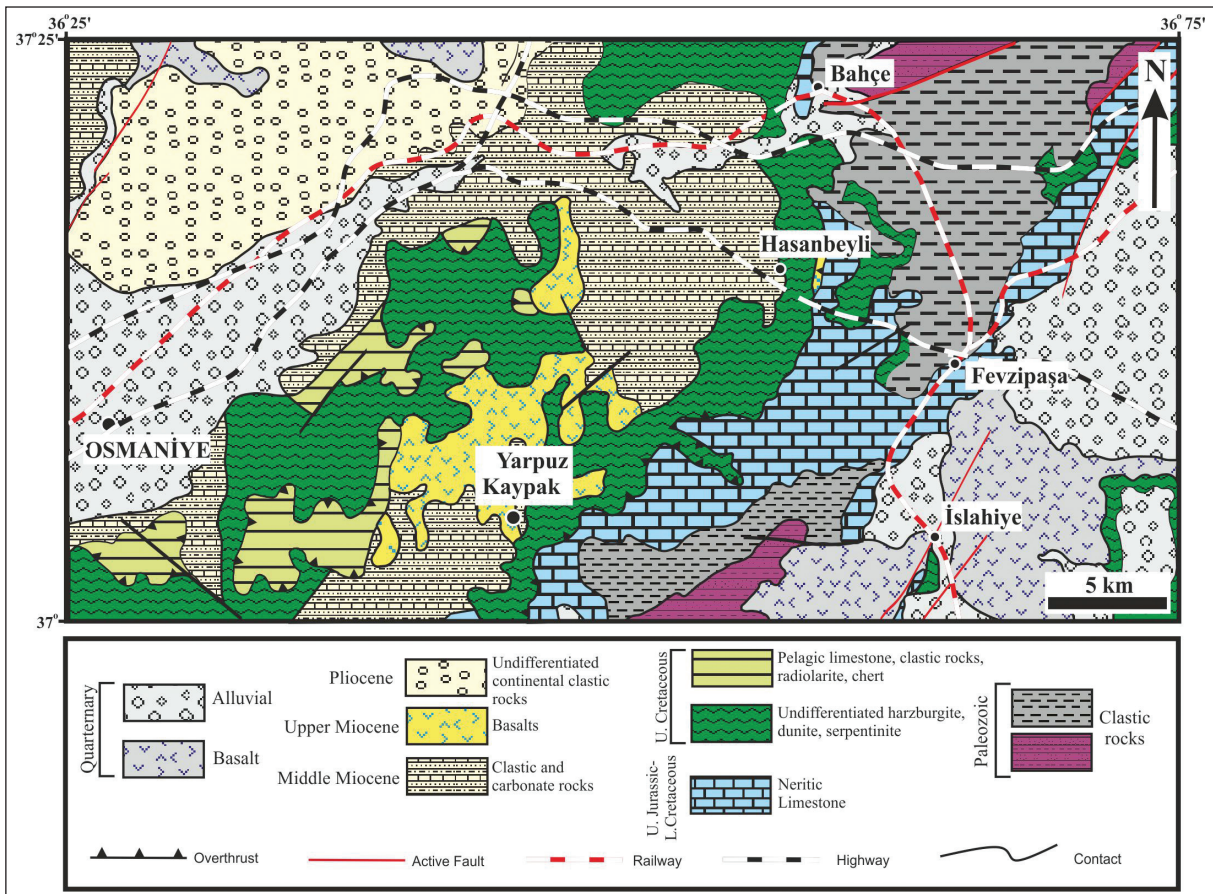 36°25'
36°75'
37°25'
Bahçe
N
Hasanbeyli
Fevzipaşa
OSMANİYE
Yarpuz
Kaypak
İslahiye
5 km
37°
Quarternary
Alluvial
Basalt
Pliocene
Undifferentiated
continental clastic
rocks
Upper Miocene
Basalts
Middle Miocene
Clastic and
carbonate rocks
U. Cretaceous
Pelagic limestone, clastic rocks,
radiolarite, chert
Undifferentiated harzburgite,
dunite, serpentinite
U. Jurassic-
L.Cretaceous
Neritic
Limestone
Paleozoic
Clastic
rocks
Overthrust
Active Fault
Railway
Highway
Contact